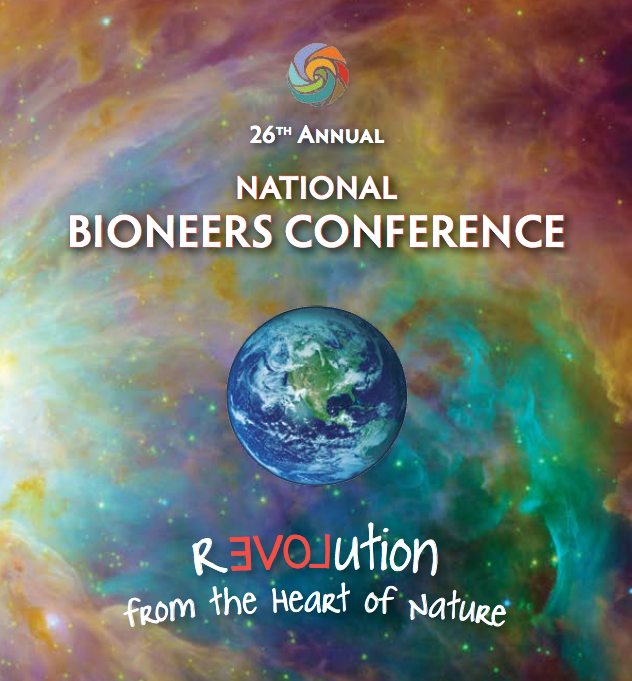 26TH ANNUAL
NATIONAL
BIONEERS CONFERENCE
REVOLution
from the Heart of Nature